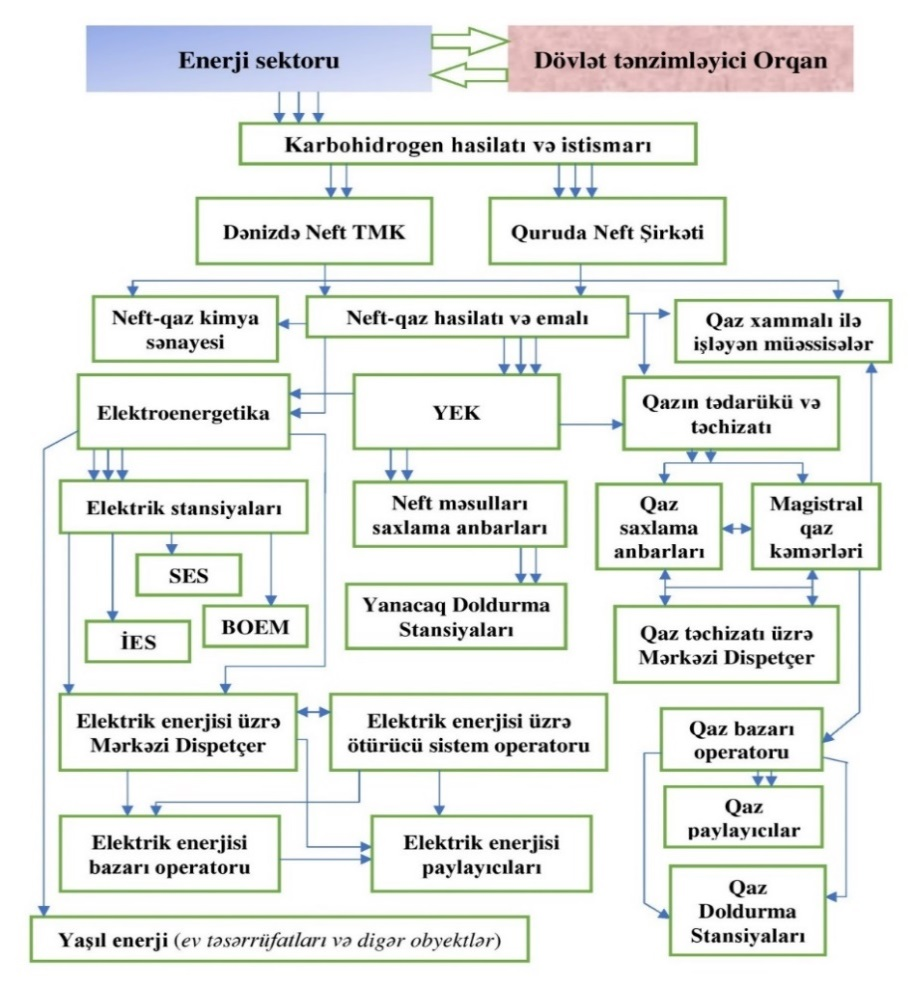 Enerji sektoru
Dövlət tənzimləyici Orqan
Karbohidrogen hasilatı və istismarı
Dənizdə Neft TMK
Quruda Neft Şirkəti
Neft-qaz kimya
sənayesi
Neft-qaz hasilatı və emalı
Qaz xammalı ilə
işləyən müəssisələr
Elektroenergetika
YEK
Qazın tədarükü və
təchizatı
Elektrik stansiyaları
Neft məsulları
saxlama anbarları
Qaz
saxlama
anbarları
Magistral
qaz
kəmərləri
SES
BOEM
İES
Yanacaq Doldurma
Stansiyaları
Qaz təchizatı üzrə
Mərkəzi Dispetçer
Elektrik enerjisi üzrə
Mərkəzi Dispetçer
Elektrik enerjisi üzrə
ötürücü sistem operatoru
Qaz bazarı
operatoru
Qaz
paylayıcılar
Elektrik enerjisi
bazarı operatoru
Elektrik enerjisi
paylayıcıları
Qaz
Doldurma
Stansiyaları
Yaşıl enerji (ev təsərrüfatları və digər obyektlər)